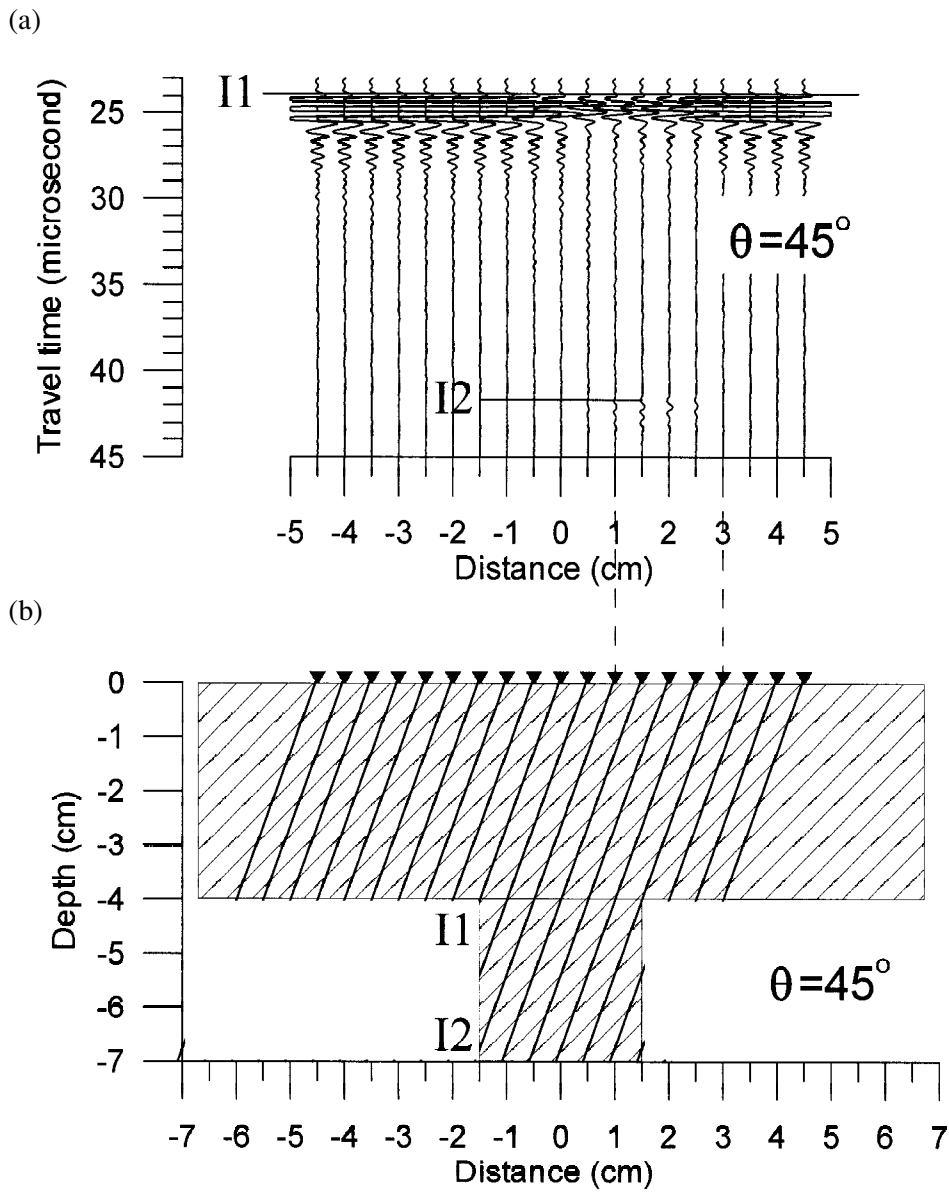 (a)
I1
Travel time (microsecond)
25
30
35
40
45
θ=45°
I2
-5 -4 -3 -2 -1 0 1 2 3 4 5
Distance (cm)
(b)
Depth (cm)
0
-1
-2
-3
-4
-5
-6
-7
I1
I2
θ=45°
-7 -6 -5 -4 -3 -2 -1 0 1 2 3 4 5 6 7
Distance (cm)